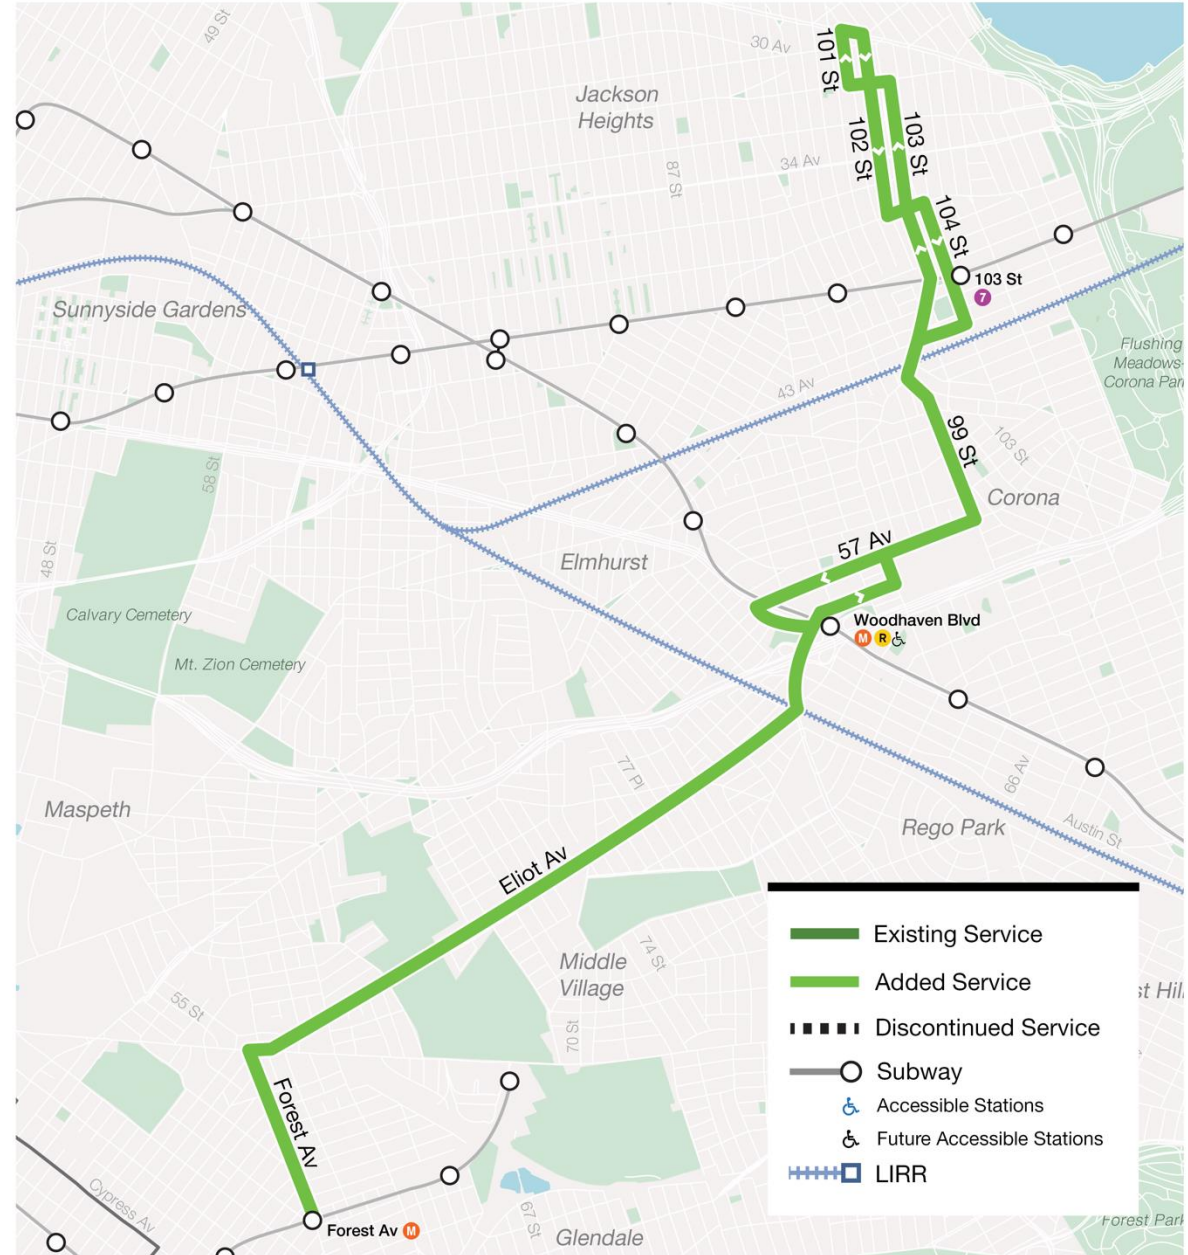 49 St
30 Av
101 St
Jackson
Heights
102 St
103 St
34 Av
87 St
104 St
103 St
7
Sunnyside Gardens
Flushing
Meadows-
Corona Par
43 Av
99 St
103 St
58 St
Corona
48 St
57 Av
Elmhurst
Calvary Cemetery
Woodhaven Blvd
M R
Mt. Zion Cemetery
77 Pl
66 Av
Maspeth
Rego Park
Austin St
Eliot Av
Existing Service
Middle
Village
74 St
Added Service
st Hil
55 St
Discontinued Service
70 St
Subway
Forest Av
Accessible Stations
Future Accessible Stations
LIRR
Cypress Av
67 St
Forest Av M
Glendale
Forest Park